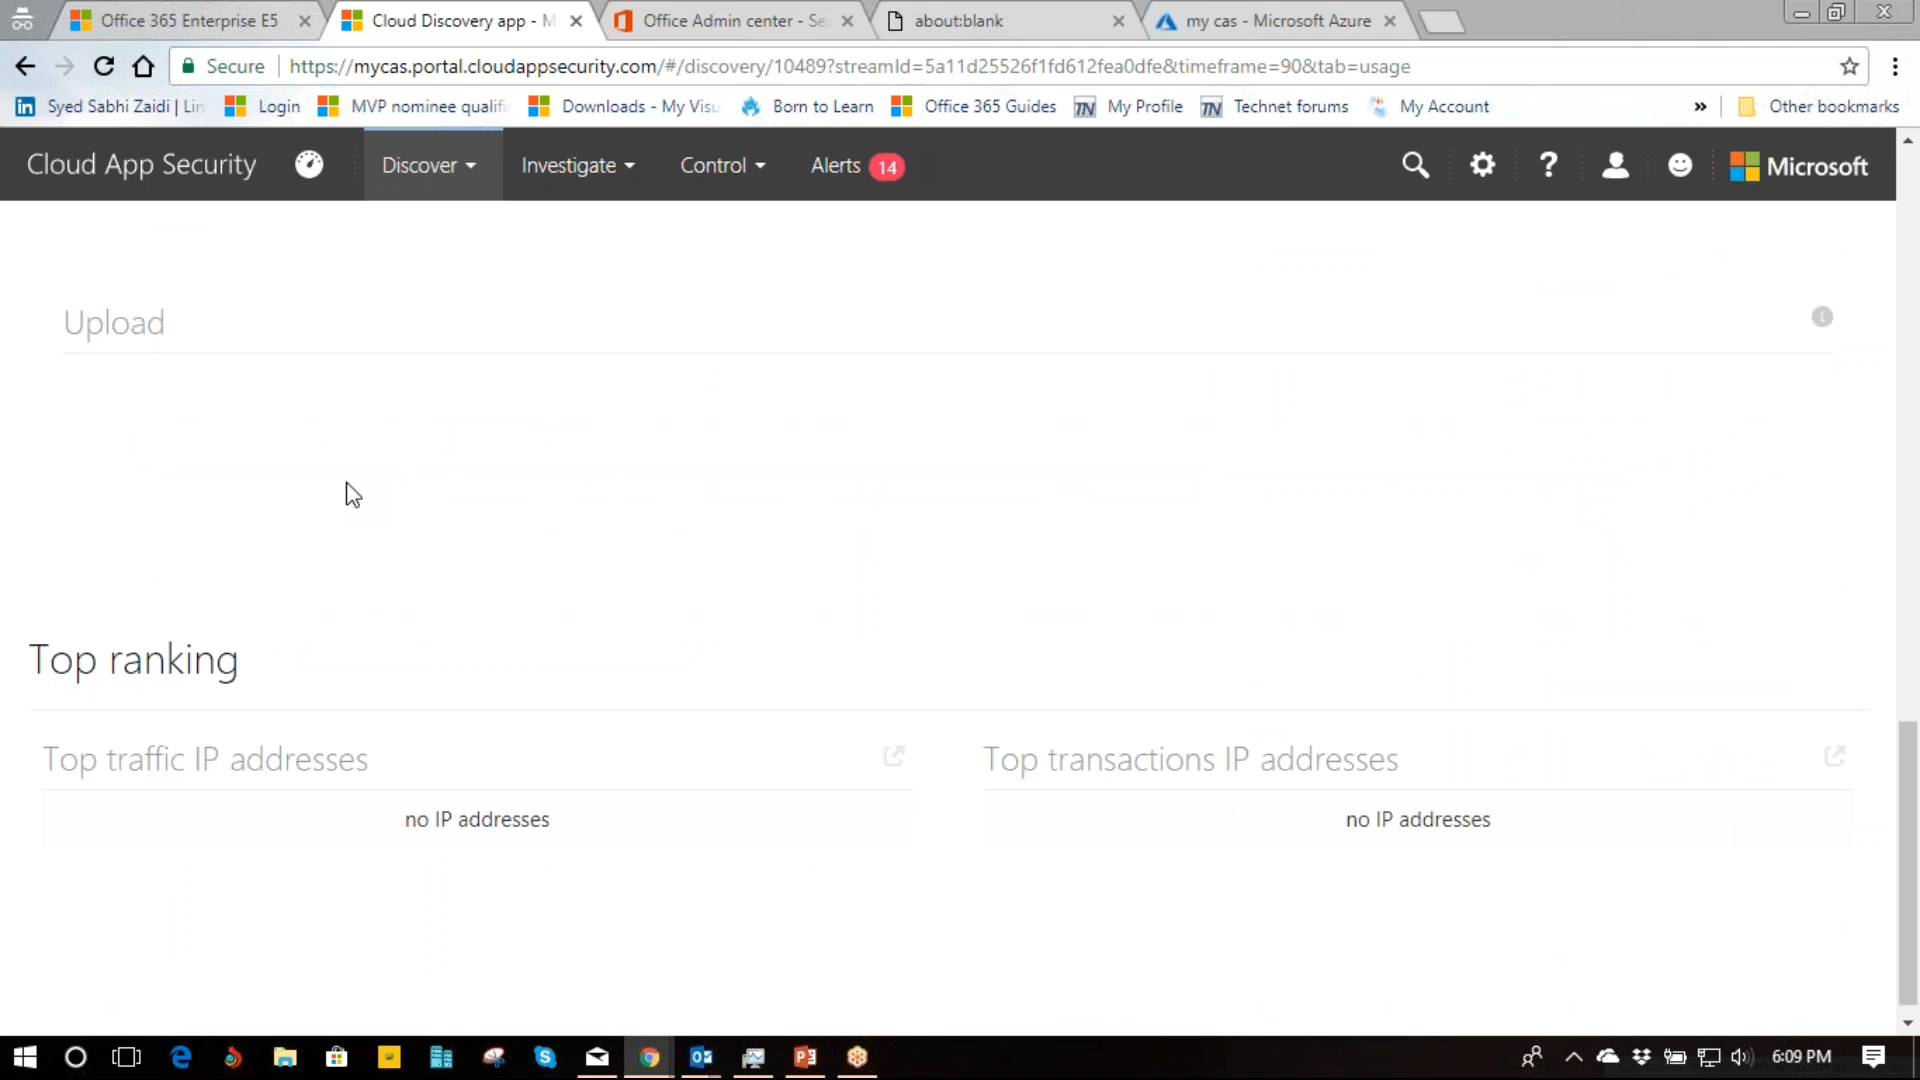 Office 365 Enterprise E5
Cloud Discovery app - M
Office Admin center - Se
about:blank
my cas - Microsoft Azure
Secure
https://mycas.portal.cloudappsecurity.com/#/discovery/10489?streamId=5a11d25526f1fd612fea0dfe&timeframe=90&tab=usage
Syed Sabhi Zaidi | Lin
Login
MVP nominee qualifi
Downloads - My Visu
Born to Learn
Office 365 Guides
My Profile
Technet forums
My Account
»
Other bookmarks
Cloud App Security
Discover
Investigate
Control
Alerts 14
Microsoft
Upload
Top ranking
Top traffic IP addresses
Top transactions IP addresses
no IP addresses
no IP addresses
6:09 PM